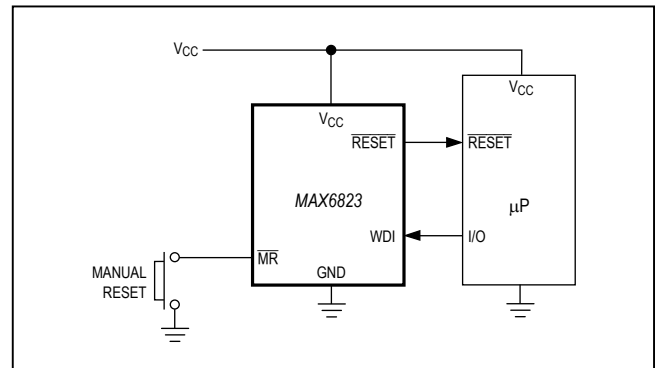 VCC
VCC
VCC
RESET
RESET
MAX6823
μP
WDI
I/O
MR
GND
MANUAL
RESET